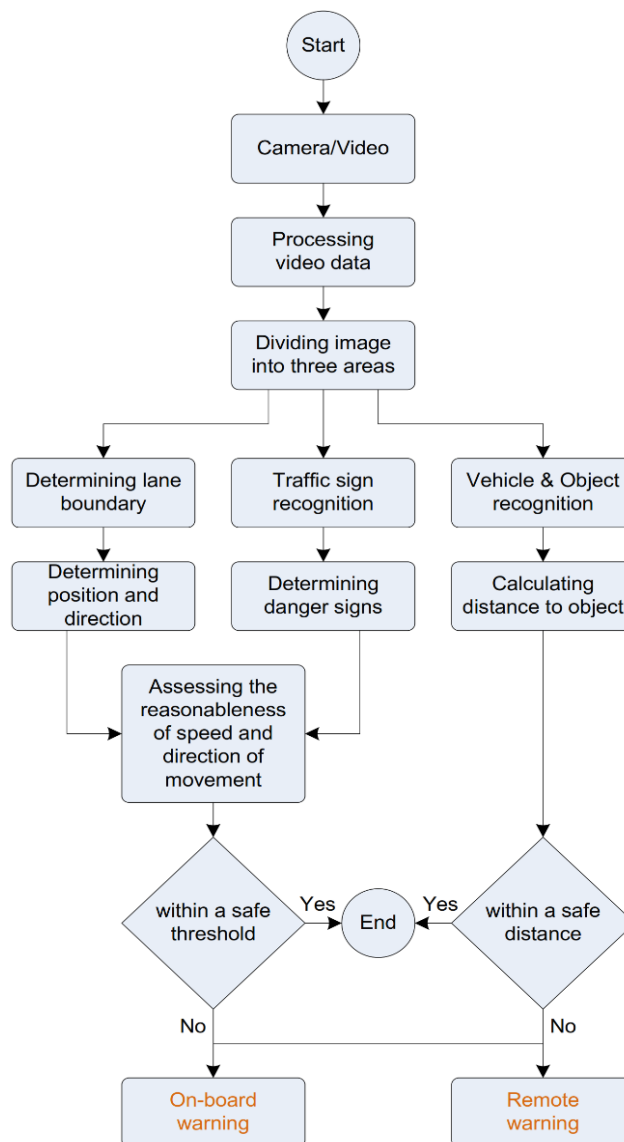 Start
Camera/Video
Processing
video data
Dividing image
into three areas
Determining lane
boundary
Traffic sign
recognition
Vehicle & Object
recognition
Determining
position and
direction
Determining
danger signs
Calculating
distance to object
Assessing the
reasonableness
of speed and
direction of
movement
within a safe
threshold
Yes
End
Yes
within a safe
distance
No
No
On-board
warning
Remote
warning